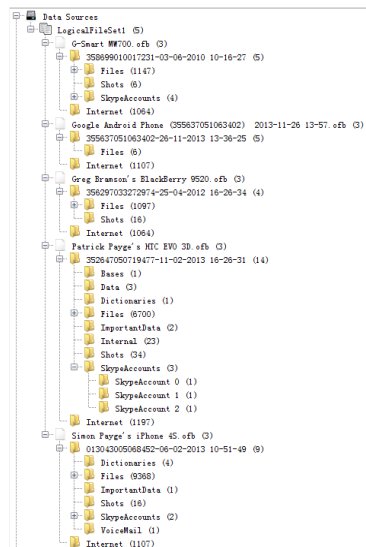 Data Sources
LogicalFileSet1 (5)
G-Smart MW700.ofb (3)
358699010017231-03-06-2010 10-16-27 (5)
Files (1147)
Shots (6)
SkypeAccounts (4)
Internet (1064)
Google Android Phone (355637051063402) 2013-11-26 13-57.ofb (3)
355637051063402-26-11-2013 13-36-25 (5)
Files (6)
Internet (1107)
Greg Bramson's BlackBerry 9520.ofb (3)
356297033272974-25-04-2012 16-26-34 (4)
Files (1097)
Shots (16)
Internet (1064)
Patrick Payge's HTC EVO 3D.ofb (3)
352647050719477-11-02-2013 16-26-31 (14)
Bases (1)
Data (3)
Dictionaries (1)
Files (6700)
ImportantData (2)
Internal (23)
Shots (34)
SkypeAccounts (3)
SkypeAccount 0 (1)
SkypeAccount 1 (1)
SkypeAccount 2 (1)
Internet (1197)
Simon Payge's iPhone 4S.ofb (3)
013043005068452-06-02-2013 10-51-49 (9)
Dictionaries (4)
Files (9368)
ImportantData (1)
Shots (16)
SkypeAccounts (2)
VoiceMail (1)
Internet (1107)